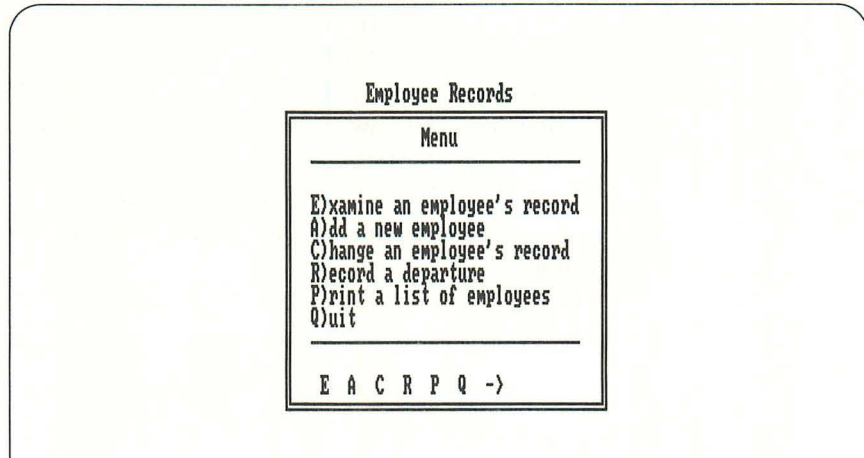 Employee Records
Menu
E)xamine an employee's record
A)dd a new employee
C)hange an employee's record
R)ecord a departure
P)rint a list of employees
Q)uit
E A C R P Q ->